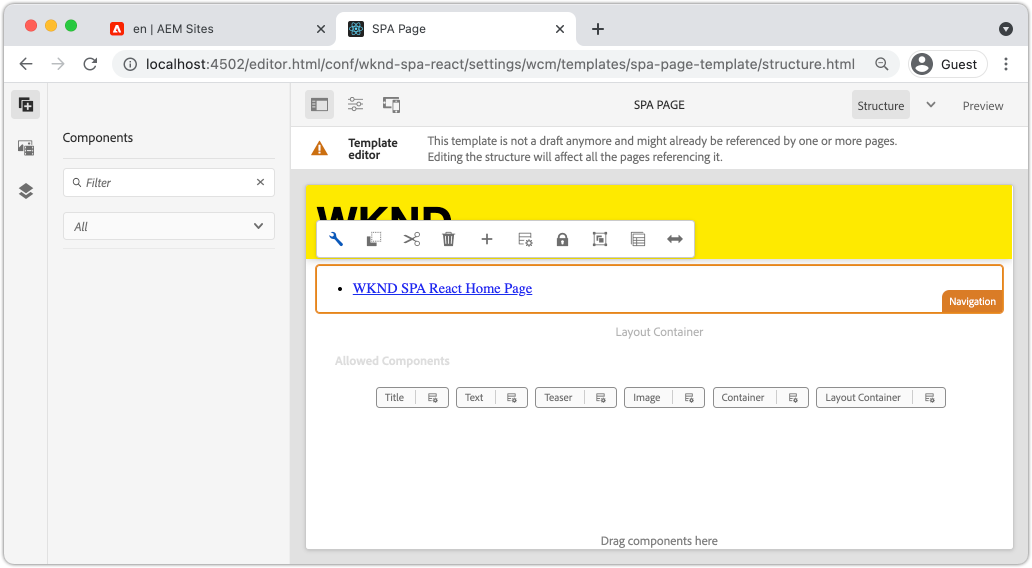 en | AEM Sites
SPA Page
localhost:4502/editor.html/conf/wknd-spa-react/settings/wcm/templates/spa-page-template/structure.html
Guest
Components
Filter
All
SPA PAGE
Structure
Preview
Template editor
This template is not a draft anymore and might already be referenced by one or more pages.
Editing the structure will affect all the pages referencing it.
WKND
WKND SPA React Home Page
Navigation
Layout Container
Allowed Components
Title
Text
Teaser
Image
Container
Layout Container
Drag components here